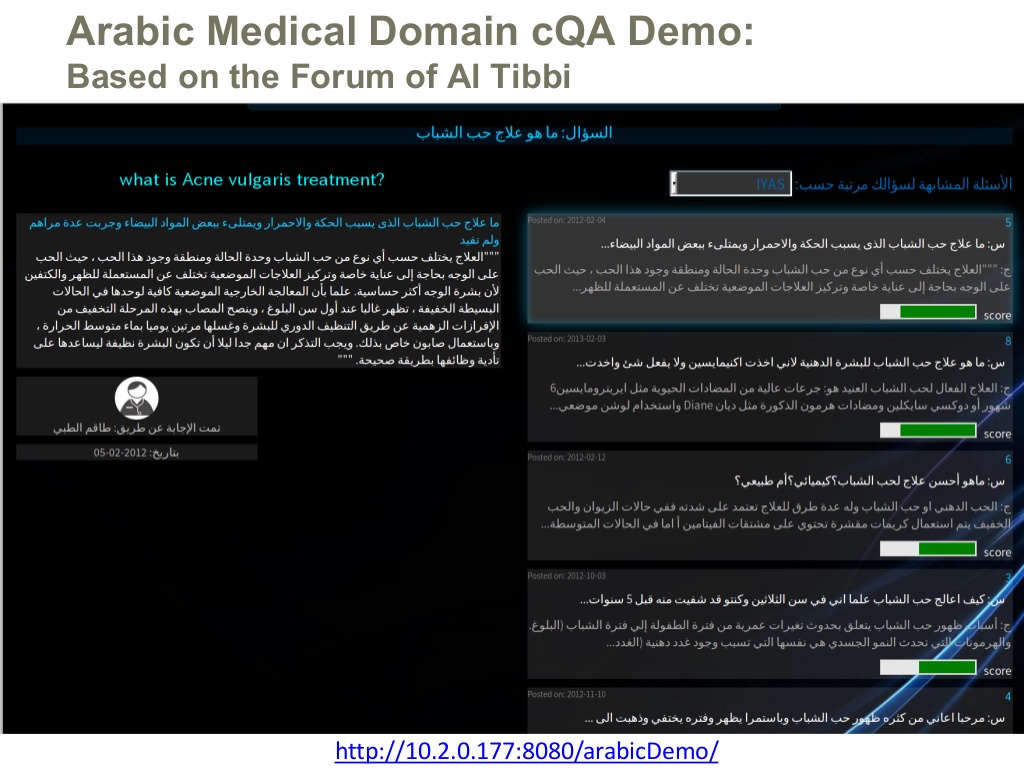 Arabic Medical Domain cQA Demo:
Based on the Forum of Al Tibbi
السؤال: ما هو علاج حب الشباب
what is Acne vulgaris treatment?
الأسئلة المشابهة لسؤالك مرتبة حسب:
IYAS
ما علاج حب الشباب الذى يسبب الحكة والاحمرار ويمتلىء ببعض المواد البيضاء وجربت عدة مراهم
ولم تفيد
"""العلاج يختلف حسب أي نوع من حب الشباب وحدة الحالة ومنطقة وجود هذا الحب ، حيث الحب
على الوجه بحاجة إلى عناية خاصة وتركيز العلاجات الموضعية تختلف عن المستعملة للظهر والكتفين
لأن بشرة الوجه أكثر حساسية. علما بأن المعالجة الخارجية الموضعية كافية لوحدها في الحالات
البسيطة الخفيفة ، تظهر غالبا عند أول سن البلوغ ، وينصح المصاب بهذه المرحلة التخفيف من
الإفرازات الزهمية عن طريق التنظيف الدوري للبشرة وغسلها مرتين يوميا بماء متوسط الحرارة ،
وباستعمال صابون خاص بذلك. ويجب التذكر ان مهم جدا ليلا أن تكون البشرة نظيفة ليساعدها على
تأدية وظائفها بطريقة صحيحة. """
تمت الإجابة عن طريق: طاقم الطبي
بتاريخ: 2012-02-05
Posted on: 2012-02-04
5
س: ما علاج حب الشباب الذى يسبب الحكة والاحمرار ويمتلىء ببعض المواد البيضاء...
ج: """العلاج يختلف حسب أي نوع من حب الشباب وحدة الحالة ومنطقة وجود هذا الحب ، حيث الحب
على الوجه بحاجة إلى عناية خاصة وتركيز العلاجات الموضعية تختلف عن المستعملة للظهر...
score
Posted on: 2013-02-03
8
س: ما هو علاج حب الشباب للبشرة الدهنية لاني اخذت اكنيمايسين ولا يفعل شئ واخدت...
ج: العلاج الفعال لحب الشباب العنيد هو: جرعات عالية من المضادات الحيوية مثل ايريترومايسين6
شهور أو دوكسي سايكلين ومضادات هرمون الذكورة مثل ديان Diane واستخدام لوشن موضعي...
score
Posted on: 2012-02-12
6
س: ماهو أحسن علاج لحب الشباب؟كيميائي؟أم طبيعي؟
ج: الحب الدهني او حب الشباب وله عدة طرق للعلاج تعتمد على شدته ففي حالات الزيوان والحب
الخفيف يتم استعمال كريمات مقشرة تحتوي على مشتقات الفيتامين أ اما في الحالات المتوسطة...
score
Posted on: 2012-10-03
3
س: كيف اعالج حب الشباب علما اني في سن الثلاثين وكنتو قد شفيت منه قبل 5 سنوات...
ج: أسباب ظهور حب الشباب يتعلق بحدوث تغيرات عمرية من فترة الطفولة إلي فترة الشباب (البلوغ.
والهرمونات التي تحدث النمو الجسدي هي نفسها التي تسبب وجود غدد دهنية (الغدد...
score
Posted on: 2012-11-10
4
س: مرحبا اعاني من كثره ظهور حب الشباب وباستمرا يظهر وفتره يختفي وذهبت الى ...
http://10.2.0.177:8080/arabicDemo/